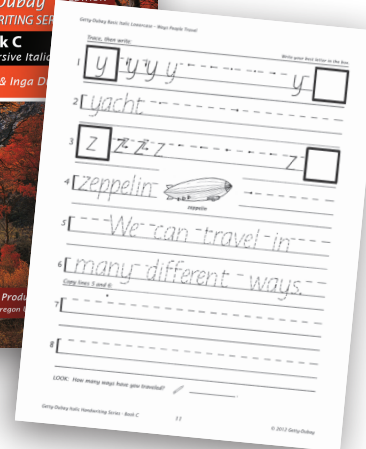 Dubay
WRITING SER
k C
rsive Italic
& Inga D
Produ
regon
Getty-Dubay Basic Italic Lowercase – Ways People Travel
Trace, then write:
Write your best letter in the box
1 y y y y y
2 yacht
3 z z z z z
4 zeppelin
zeppelin
5 We can travel in
6 many different ways.
Copy lines 5 and 6:
7
8
LOOK: How many ways have you traveled?
Getty-Dubay Italic Handwriting Series · Book C
© 2012 Getty-Dubay